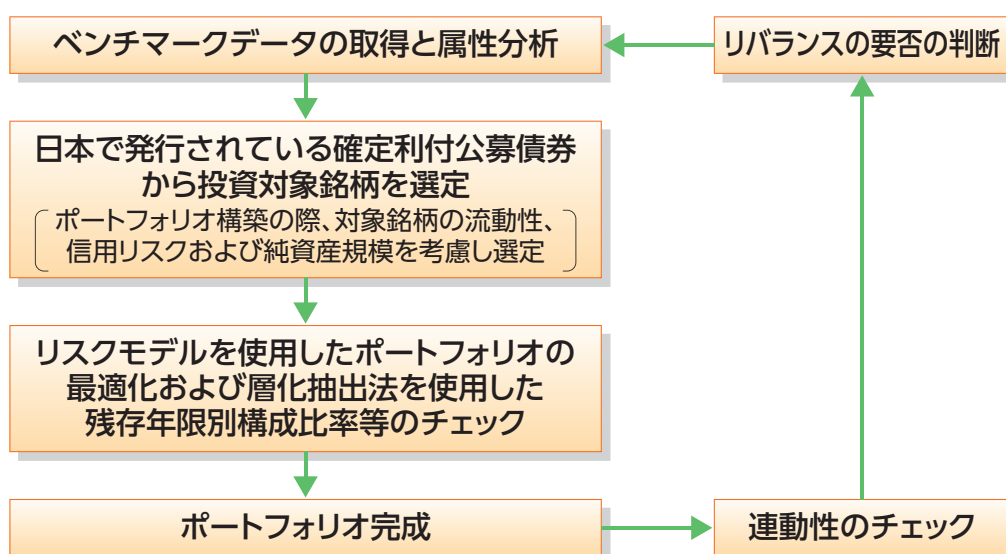 ベンチマークデータの取得と属性分析
リバランスの要否の判断
日本で発行されている確定利付公募債券
から投資対象銘柄を選定
ポートフォリオ構築の際、対象銘柄の流動性、
信用リスクおよび純資産規模を考慮し選定
リスクモデルを使用したポートフォリオの
最適化および層化抽出法を使用した
残存年限別構成比率等のチェック
ポートフォリオ完成
連動性のチェック